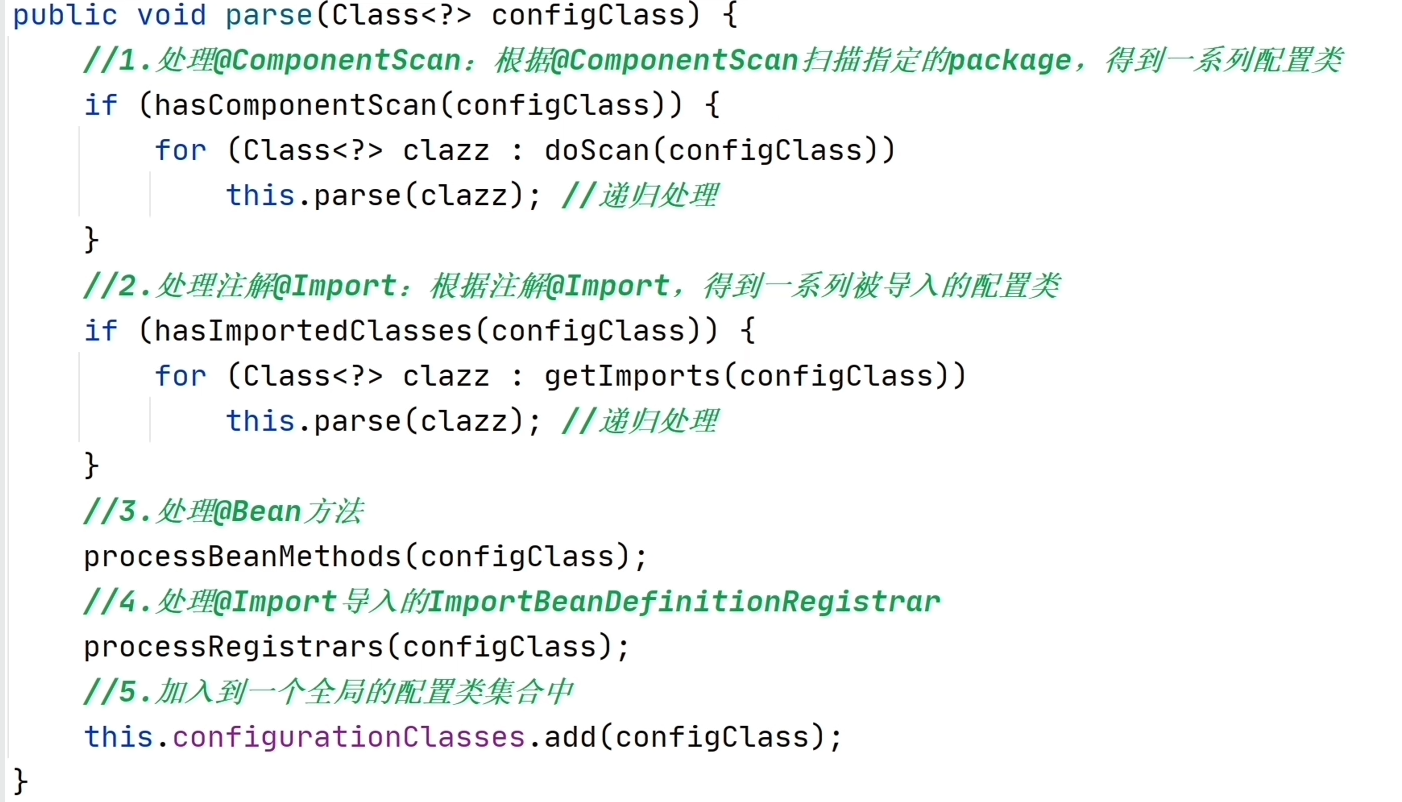 public void parse(Class<?> configClass) {
//1.处理@ComponentScan：根据@ComponentScan扫描指定的package，得到一系列配置类
if (hasComponentScan(configClass)) {
for (Class<?> clazz : doScan(configClass))
this.parse(clazz); //递归处理
}
//2.处理注解@Import：根据注解@Import，得到一系列被导入的配置类
if (hasImportedClasses(configClass)) {
for (Class<?> clazz : getImports(configClass))
this.parse(clazz); //递归处理
}
//3.处理@Bean方法
processBeanMethods(configClass);
//4.处理@Import导入的ImportBeanDefinitionRegistrar
processRegistrars(configClass);
//5.加入到一个全局的配置类集合中
this.configurationClasses.add(configClass);
}